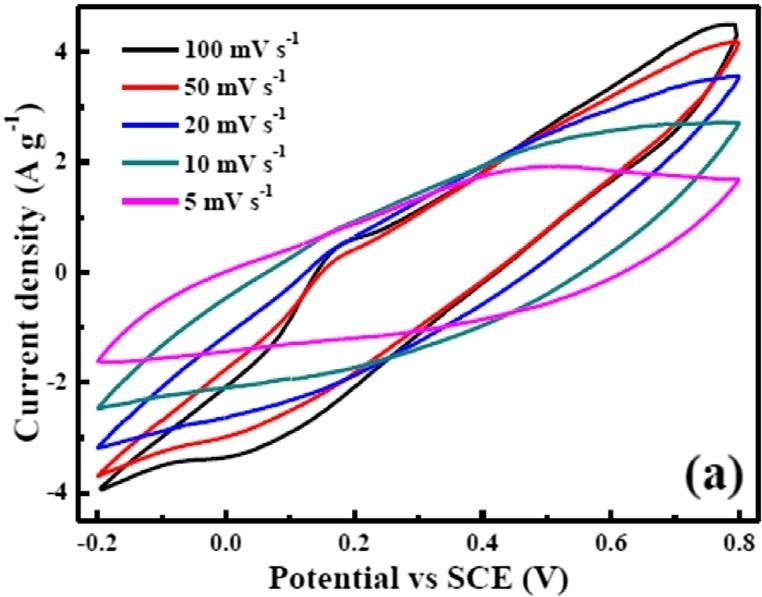 100 mV s-1
50 mV s-1
20 mV s-1
10 mV s-1
5 mV s-1
Current density (A g-1)
4
2
0
-2
-4
(a)
-0.2 0.0 0.2 0.4 0.6 0.8
Potential vs SCE (V)